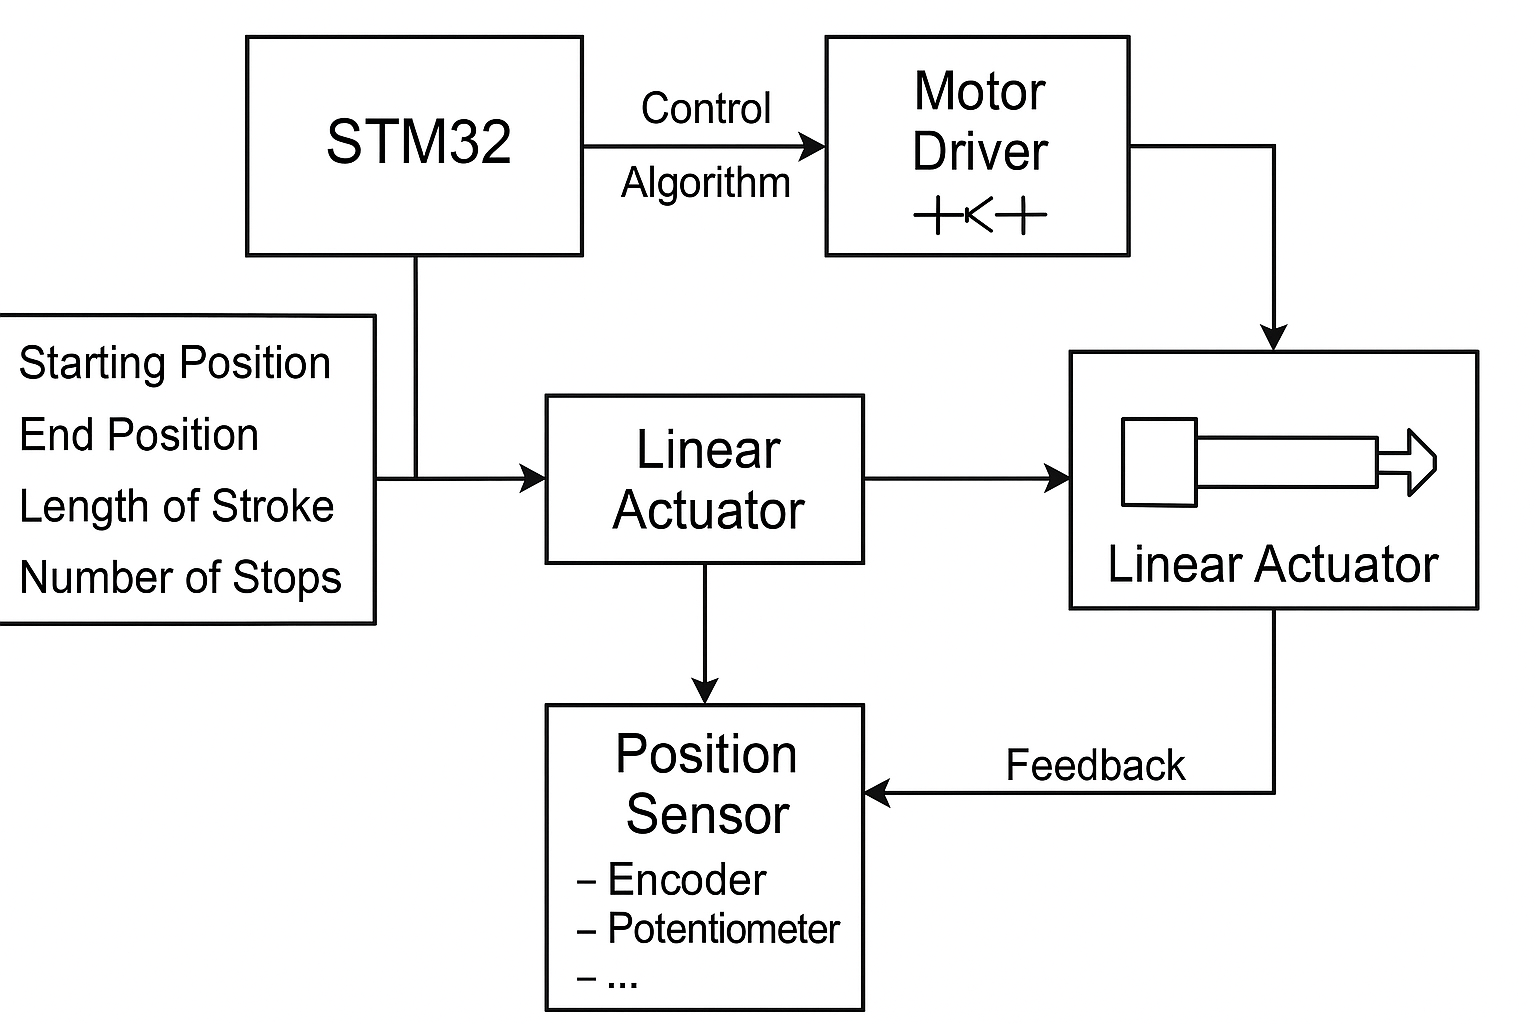 STM32
Control
Algorithm
Motor
Driver
Starting Position
End Position
Length of Stroke
Number of Stops
Linear
Actuator
Linear Actuator
Position
Sensor
– Encoder
– Potentiometer
– ...
Feedback